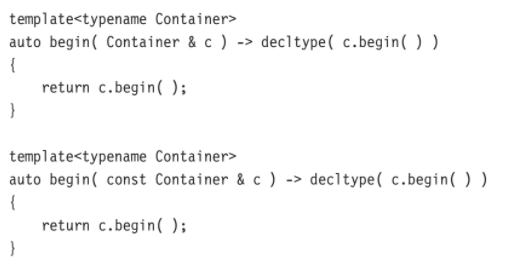 template<typename Container>
auto begin( Container & c ) -> decltype( c.begin( ) )
{
    return c.begin( );
}

template<typename Container>
auto begin( const Container & c ) -> decltype( c.begin( ) )
{
    return c.begin( );
}